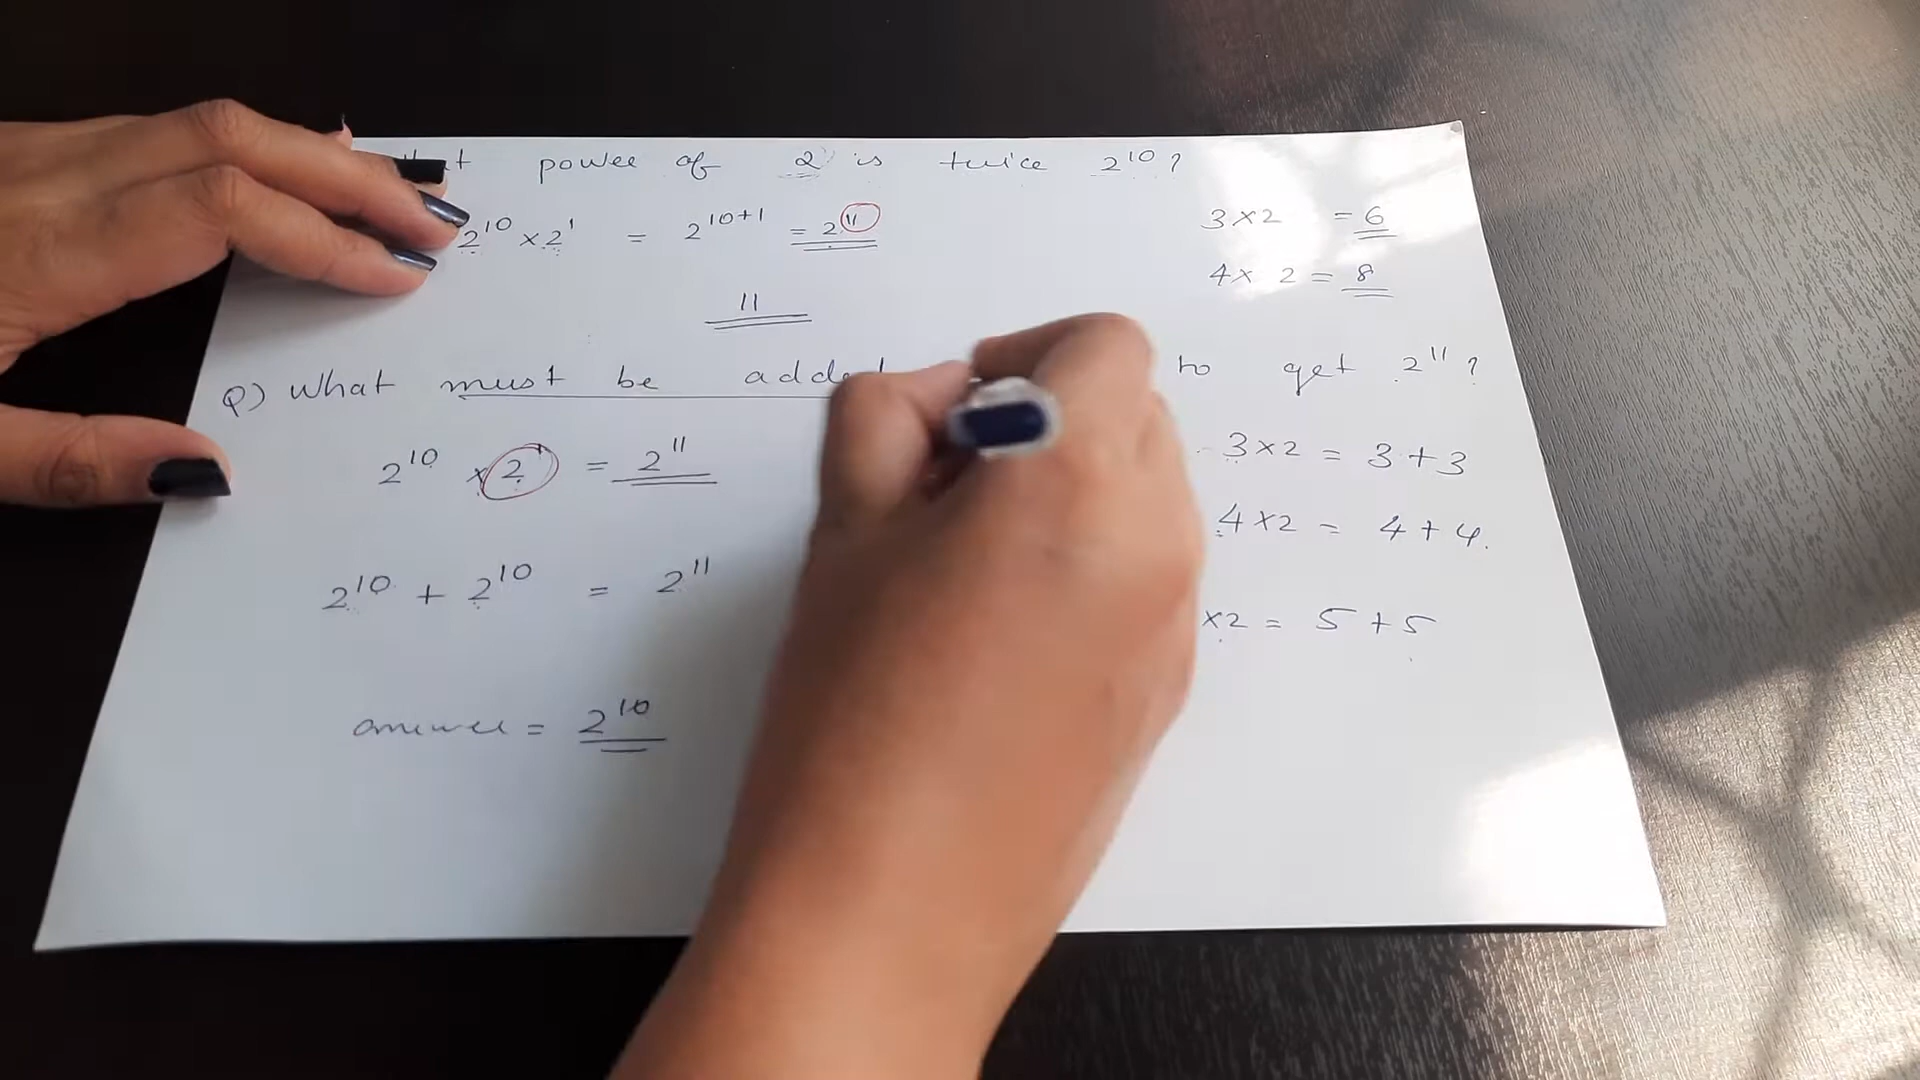 power of 2 is twice 2¹⁰?
2¹⁰ × 2¹ = 2¹⁰⁺¹ = 2¹¹
3 × 2 = 6
4 × 2 = 8
11
Q) What must be added to get 2¹¹?
2¹⁰ × 2¹ = 2¹¹
3 × 2 = 3 + 3
4 × 2 = 4 + 4.
2¹⁰ + 2¹⁰ = 2¹¹
× 2 = 5 + 5
answer = 2¹⁰